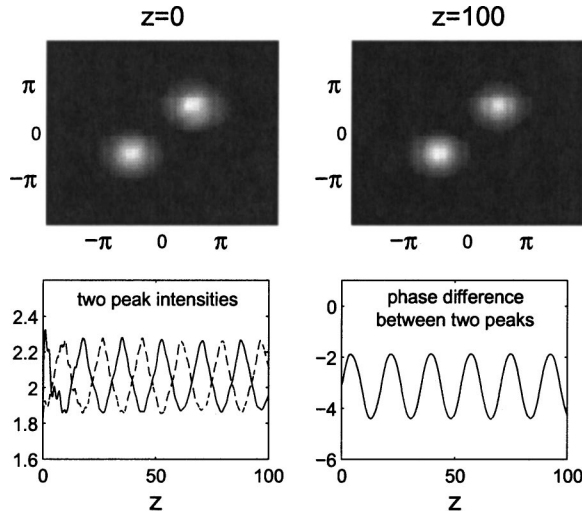 z=0
z=100
π
0
−π
−π
0
π
π
0
−π
−π
0
π
two peak intensities
2.4
2.2
2
1.8
1.6
0
50
100
z
phase difference
between two peaks
0
−2
−4
−6
0
50
100
z